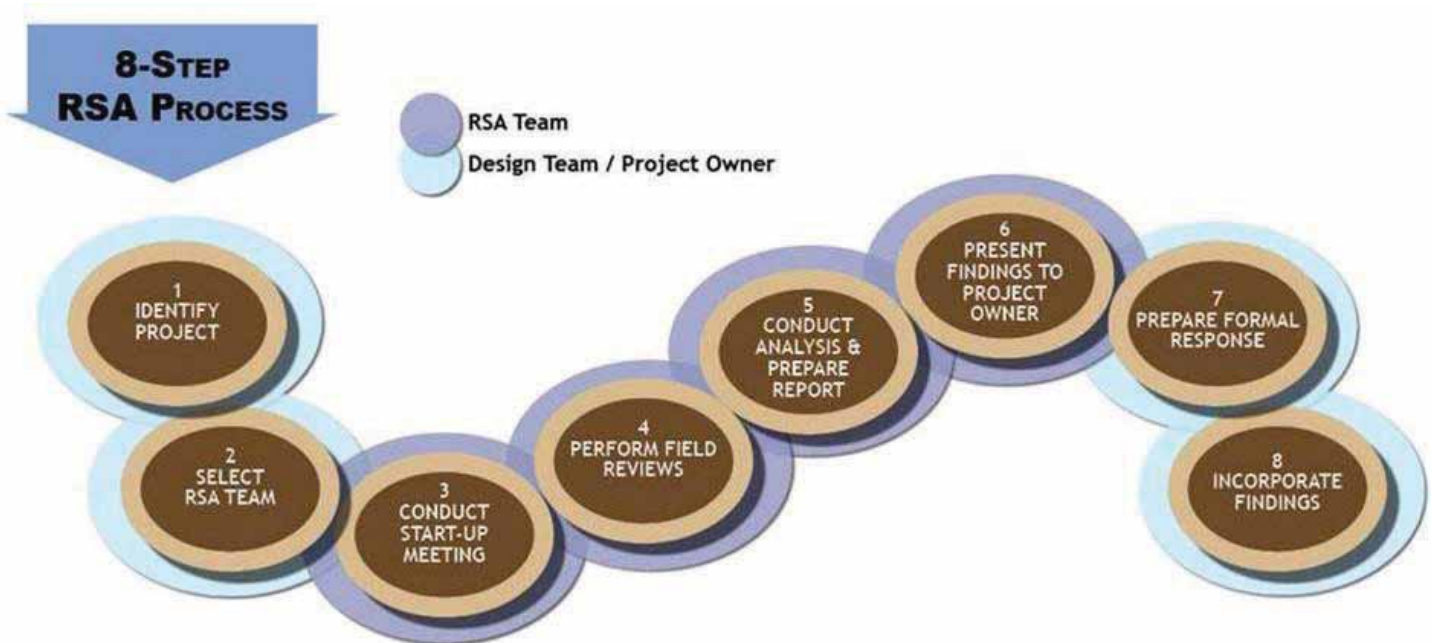 8-STEP
RSA PROCESS
RSA Team
Design Team / Project Owner
1
IDENTIFY
PROJECT
2
SELECT
RSA TEAM
3
CONDUCT
START-UP
MEETING
4
PERFORM FIELD
REVIEWS
5
CONDUCT
ANALYSIS &
PREPARE
REPORT
6
PRESENT
FINDINGS TO
PROJECT
OWNER
7
PREPARE FORMAL
RESPONSE
8
INCORPORATE
FINDINGS